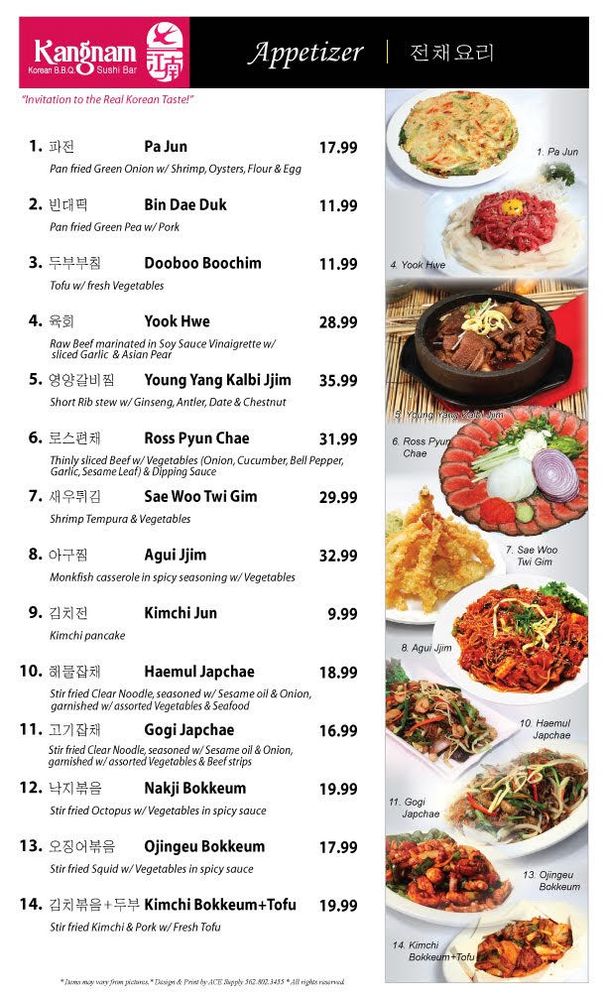 Kangnam
Korean B.B.Q. Sushi Bar
江南
Appetizer | 전채요리
"Invitation to the Real Korean Taste!"
1. 파전 Pa Jun 17.99
Pan fried Green Onion w/ Shrimp, Oysters, Flour & Egg
2. 빈대떡 Bin Dae Duk 11.99
Pan fried Green Pea w/ Pork
3. 두부부침 Dooboo Boochim 11.99
Tofu w/ fresh Vegetables
4. 육회 Yook Hwe 28.99
Raw Beef marinated in Soy Sauce Vinaigrette w/
sliced Garlic & Asian Pear
5. 영양갈비찜 Young Yang Kalbi Jjim 35.99
Short Rib stew w/ Ginseng, Antler, Date & Chestnut
6. 로스편채 Ross Pyun Chae 31.99
Thinly sliced Beef w/ Vegetables (Onion, Cucumber, Bell Pepper,
Garlic, Sesame Leaf) & Dipping Sauce
7. 새우튀김 Sae Woo Twi Gim 29.99
Shrimp Tempura & Vegetables
8. 아구찜 Agui Jjim 32.99
Monkfish casserole in spicy seasoning w/ Vegetables
9. 김치전 Kimchi Jun 9.99
Kimchi pancake
10. 해물잡채 Haemul Japchae 18.99
Stir fried Clear Noodle, seasoned w/ Sesame oil & Onion,
garnished w/ assorted Vegetables & Seafood
11. 고기잡채 Gogi Japchae 16.99
Stir fried Clear Noodle, seasoned w/ Sesame oil & Onion,
garnished w/ assorted Vegetables & Beef strips
12. 낙지볶음 Nakji Bokkeum 19.99
Stir fried Octopus w/ Vegetables in spicy sauce
13. 오징어볶음 Ojingeu Bokkeum 17.99
Stir fried Squid w/ Vegetables in spicy sauce
14. 김치볶음+두부 Kimchi Bokkeum+Tofu 19.99
Stir fried Kimchi & Pork w/ Fresh Tofu
1. Pa Jun
4. Yook Hwe
5. Young Yang Kalbi Jjim
6. Ross Pyun
Chae
7. Sae Woo
Twi Gim
8. Agui Jjim
10. Haemul
Japchae
11. Gogi
Japchae
13. Ojingeu
Bokkeum
14. Kimchi
Bokkeum+Tofu
* Items may vary from pictures. * Design & Print by ACE Supply 562.802.3455 * All rights reserved.